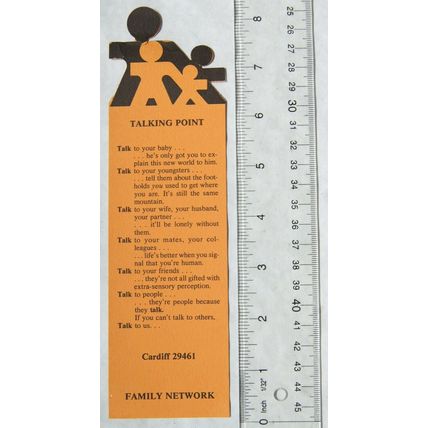 TALKING POINT
Talk to your baby . . .
. . . he's only got you to ex-
plain this new world to him.
Talk to your youngsters . . .
. . . tell them about the foot-
holds you used to get where
you are. It's still the same
mountain.
Talk to your wife, your husband,
your partner . . .
. . . it'll be lonely without
them.
Talk to your mates, your col-
leagues . . .
. . . life's better when you sig-
nal that you're human.
Talk to your friends . . .
. . . they're not all gifted with
extra-sensory perception.
Talk to people . . .
. . . they're people because
they talk.
If you can't talk to others,
Talk to us. . .
Cardiff 29461
FAMILY NETWORK
8
7
6
5
4
3
2
1
0
Inch
1/32"
25
26
27
28
29
30
31
32
33
34
35
36
37
38
39
40
41
42
43
44
45